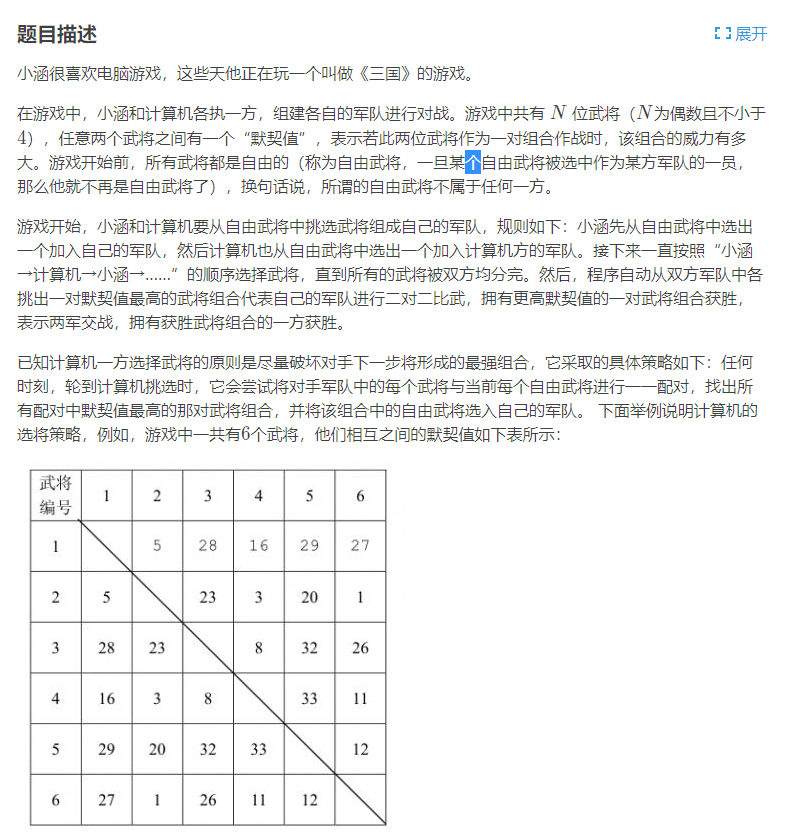 题目描述
展开
小涵很喜欢电脑游戏，这些天他正在玩一个叫做《三国》的游戏。
在游戏中，小涵和计算机各执一方，组建各自的军队进行对战。游戏中共有 N 位武将（N为偶数且不小于
4），任意两个武将之间有一个“默契值”，表示若此两位武将作为一对组合作战时，该组合的威力有多
大。游戏开始前，所有武将都是自由的（称为自由武将，一旦某个自由武将被选中作为某方军队的一员，
那么他就不再是自由武将了），换句话说，所谓的自由武将不属于任何一方。
游戏开始，小涵和计算机要从自由武将中挑选武将组成自己的军队，规则如下：小涵先从自由武将中选出
一个加入自己的军队，然后计算机也从自由武将中选出一个加入计算机方的军队。接下来一直按照“小涵
→计算机→小涵→……”的顺序选择武将，直到所有的武将被双方均分完。然后，程序自动从双方军队中各
挑出一对默契值最高的武将组合代表自己的军队进行二对二比武，拥有更高默契值的一对武将组合获胜，
表示两军交战，拥有获胜武将组合的一方获胜。
已知计算机一方选择武将的原则是尽量破坏对手下一步将形成的最强组合，它采取的具体策略如下：任何
时刻，轮到计算机挑选时，它会尝试将对手军队中的每个武将与当前每个自由武将进行一一配对，找出所
有配对中默契值最高的那对武将组合，并将该组合中的自由武将选入自己的军队。 下面举例说明计算机的
选将策略，例如，游戏中一共有6个武将，他们相互之间的默契值如下表所示：
武将
编号 1 2 3 4 5 6
1 5 28 16 29 27
2 5 23 3 20 1
3 28 23 8 32 26
4 16 3 8 33 11
5 29 20 32 33 12
6 27 1 26 11 12